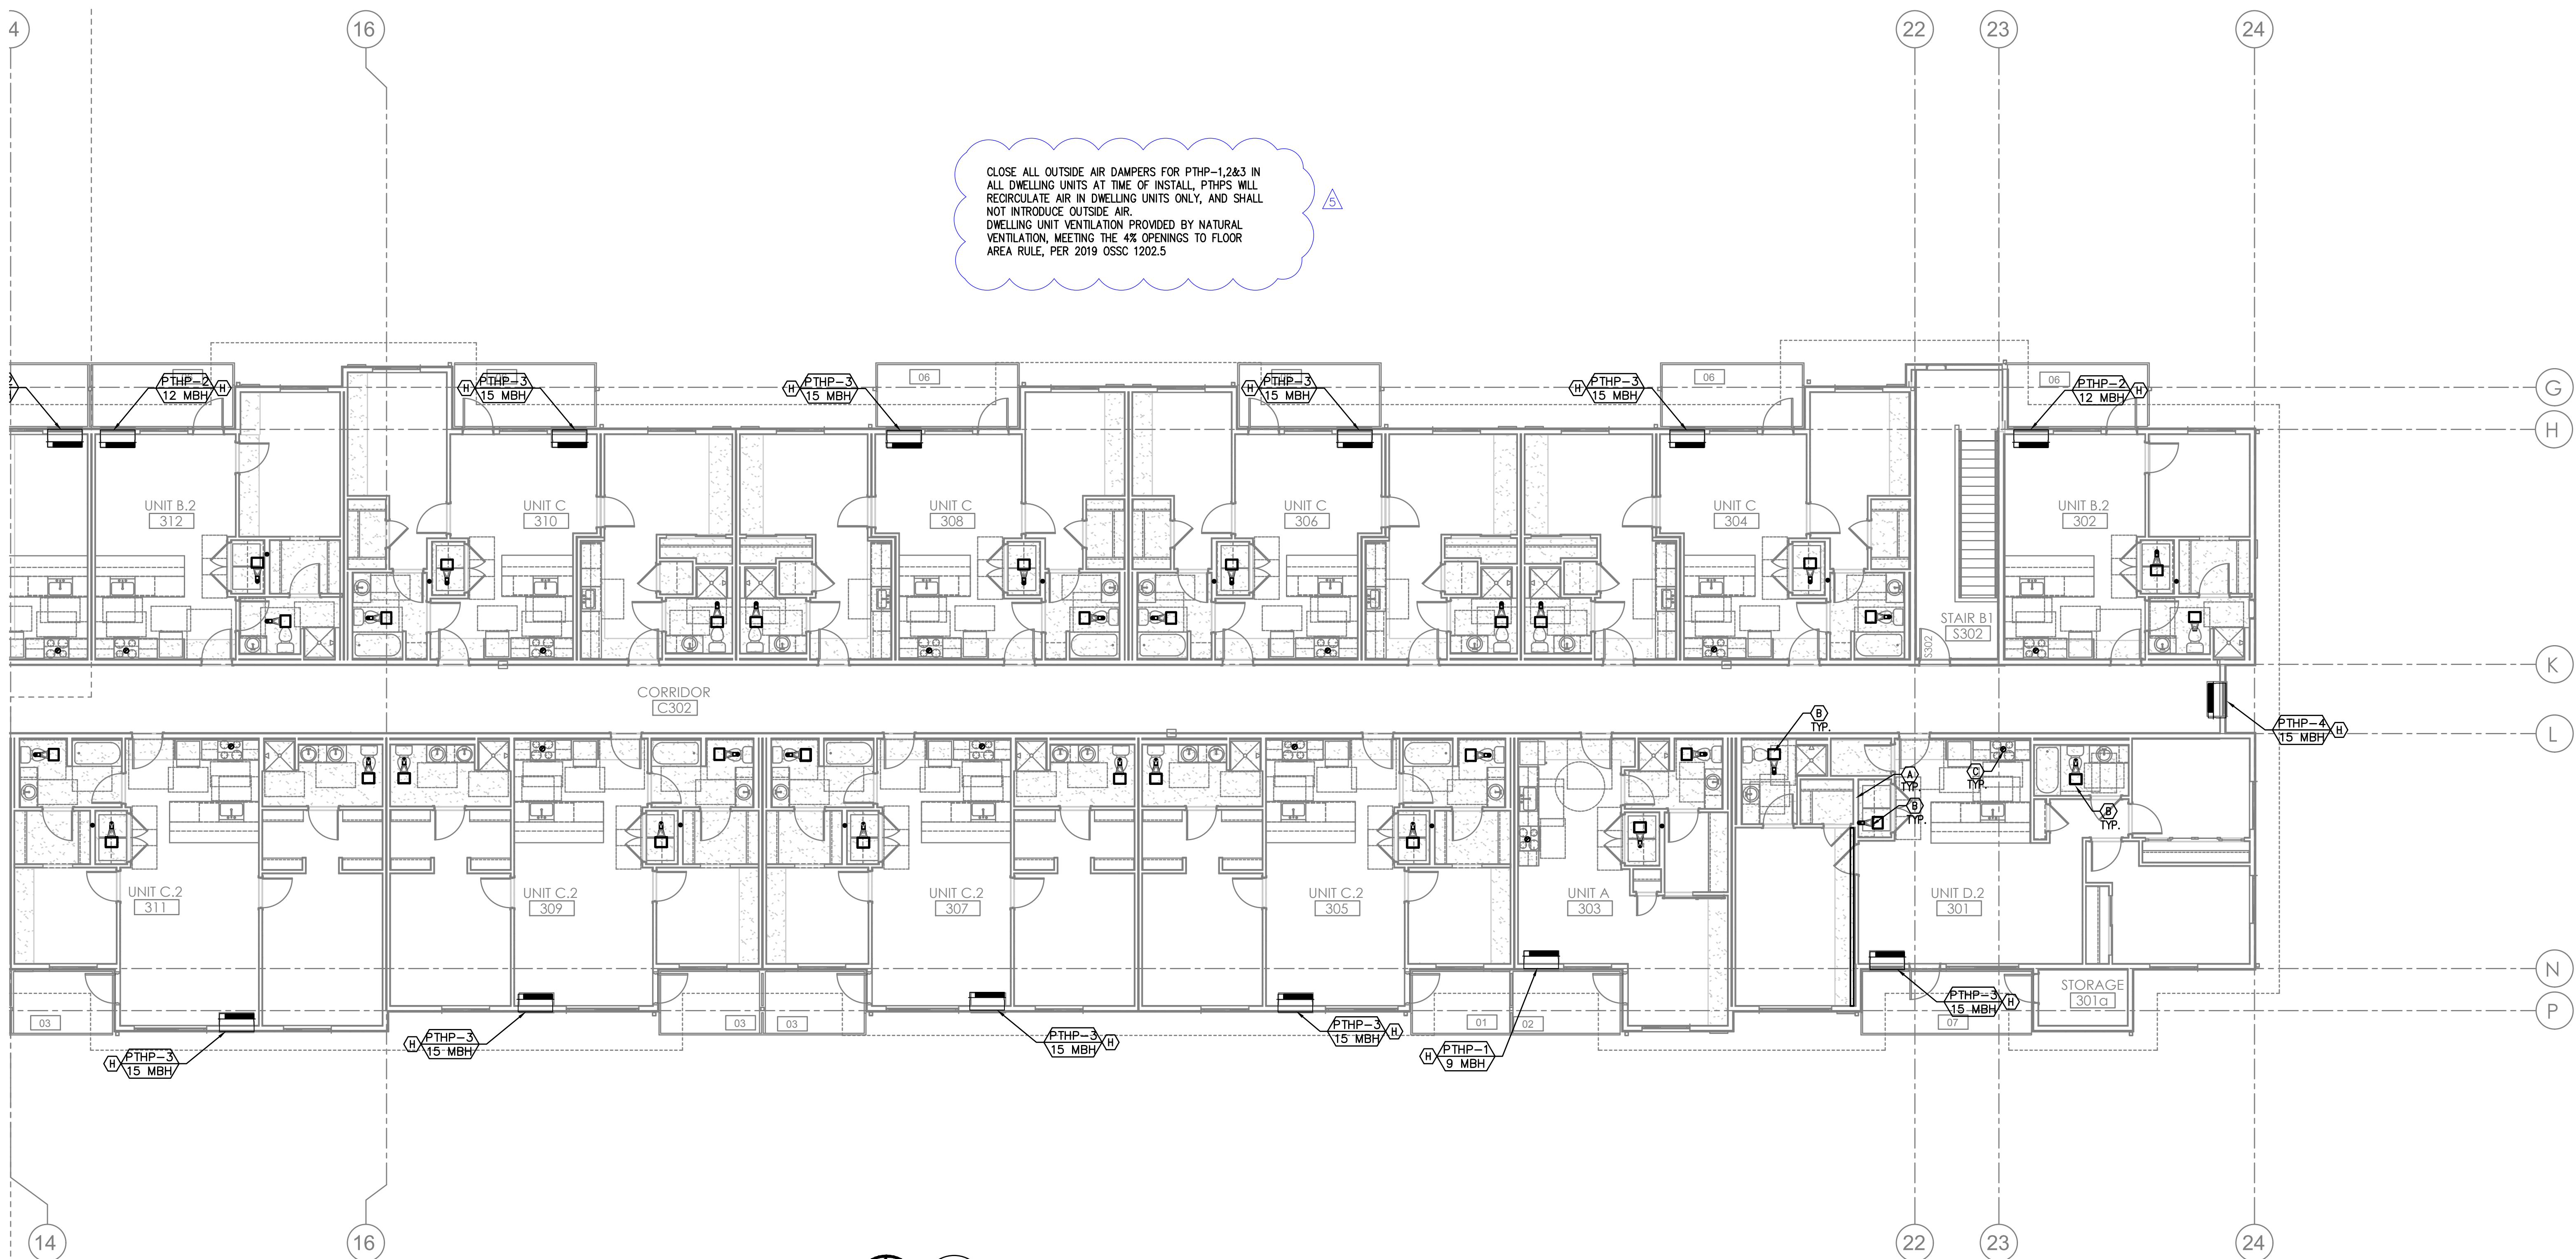 4
16
22
23
24
CLOSE ALL OUTSIDE AIR DAMPERS FOR PTHP-1,2&3 IN
ALL DWELLING UNITS AT TIME OF INSTALL, PTHPS WILL
RECIRCULATE AIR IN DWELLING UNITS ONLY, AND SHALL
NOT INTRODUCE OUTSIDE AIR.
DWELLING UNIT VENTILATION PROVIDED BY NATURAL
VENTILATION, MEETING THE 4% OPENINGS TO FLOOR
AREA RULE, PER 2019 OSSC 1202.5
5
PTHP-2
12 MBH
H
H
PTHP-3
15 MBH
H
PTHP-3
15 MBH
06
H
PTHP-3
15 MBH
H
PTHP-3
15 MBH
06
06
PTHP-2
12 MBH
H
G
H
UNIT B.2
312
UNIT C
310
UNIT C
308
UNIT C
306
UNIT C
304
UNIT B.2
302
STAIR B1
S302
S302
K
CORRIDOR
C302
PTHP-4
15 MBH
H
L
B
TYP.
A
TYP.
B
TYP.
C
TYP.
B
TYP.
UNIT C.2
311
UNIT C.2
309
UNIT C.2
307
UNIT C.2
305
UNIT A
303
UNIT D.2
301
N
STORAGE
301a
PTHP-3
15 MBH
H
P
03
03
03
01
02
07
H
PTHP-3
15 MBH
H
PTHP-3
15 MBH
PTHP-3
15 MBH
H
PTHP-3
15 MBH
H
H
PTHP-1
9 MBH
14
16
22
23
24